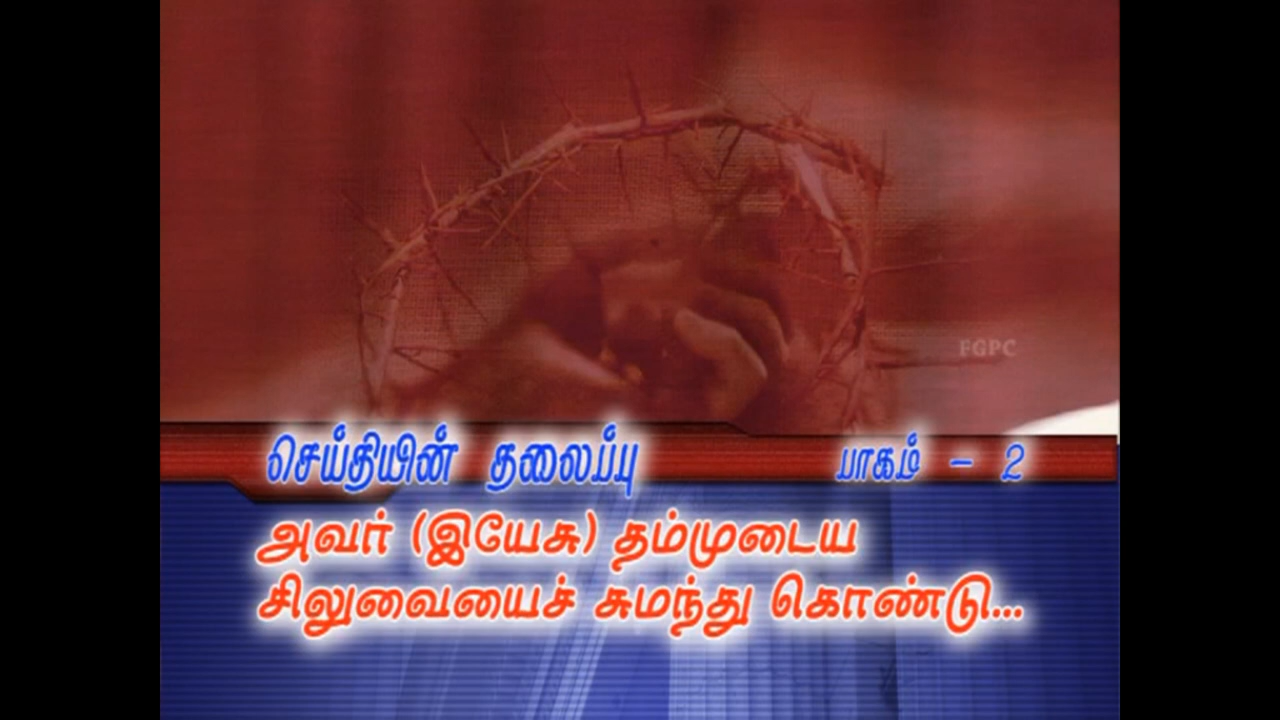 FGPC
செய்தியின் தலைப்பு பாகம் - 2
அவர் (இயேசு) தம்முடைய
சிலுவையைச் சுமந்து கொண்டு...